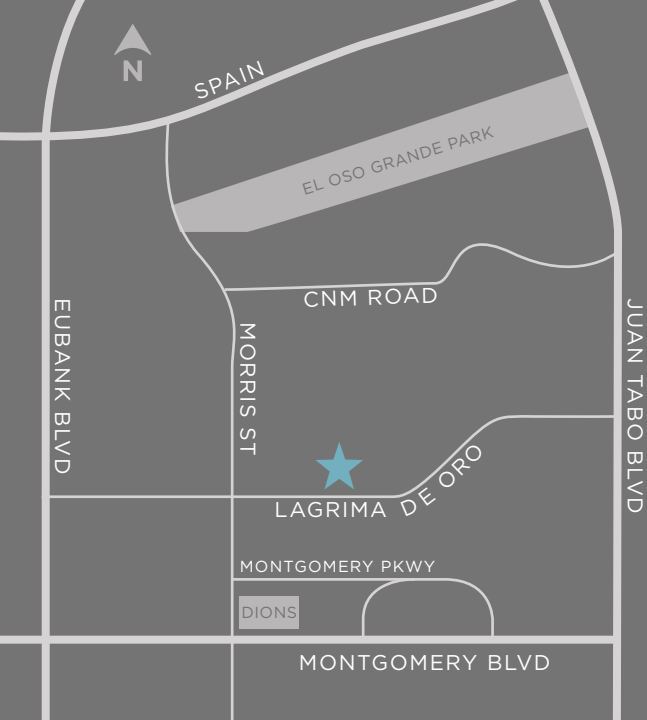 N
SPAIN
EL OSO GRANDE PARK
CNM ROAD
EUBANK BLVD
MORRIS ST
JUAN TABO BLVD
LAGRIMA DE ORO
MONTGOMERY PKWY
DIONS
MONTGOMERY BLVD